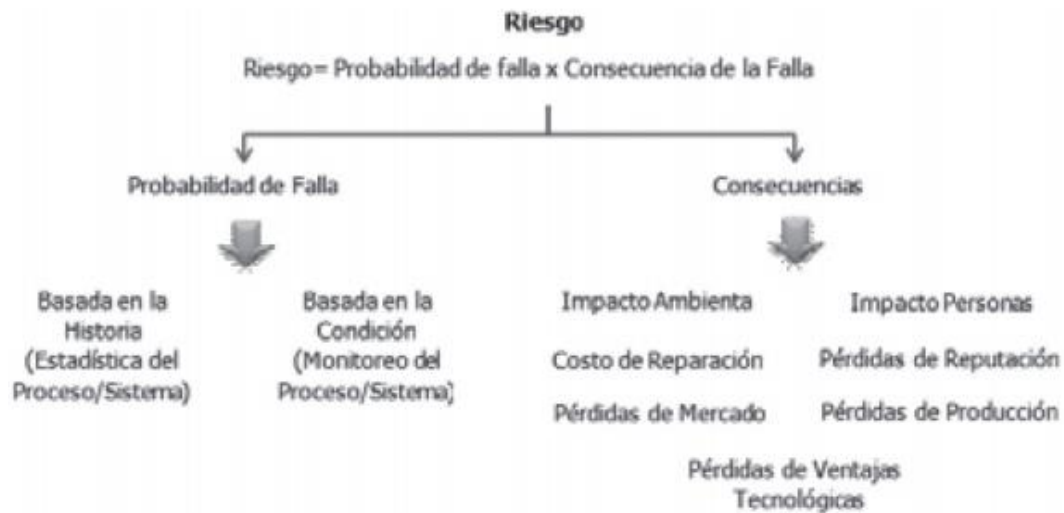 Riesgo
Riesgo= Probabilidad de falla x Consecuencia de la Falla
Probabilidad de Falla
Consecuencias
Basada en la
Historia
(Estadística del
Proceso/Sistema)
Basada en la
Condición
(Monitoreo del
Proceso/Sistema)
Impacto Ambienta
Impacto Personas
Costo de Reparación
Pérdidas de Reputación
Pérdidas de Mercado
Pérdidas de Producción
Pérdidas de Ventajas
Tecnológicas